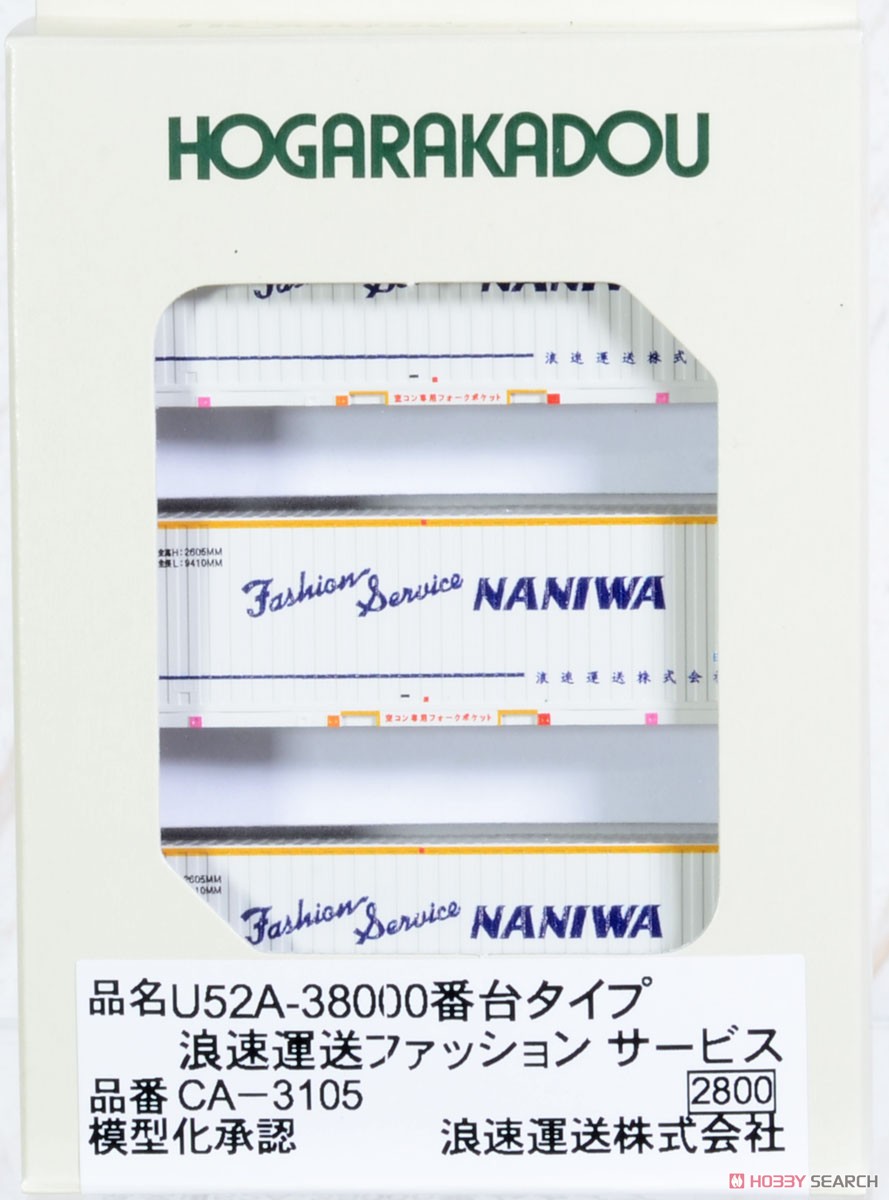 HOGARAKADOU
NANIWA
浪速運送株式
空コン専用フォークポケット
全高H:2605MM
全長L:9410MM
Fashion Service NANIWA
浪速運送株式会社
空コン専用フォークポケット
2605MM
10MM
Fashion Service NANIWA
品名U52A-38000番台タイプ
浪速運送ファッション サービス
品番 CA-3105
2800
模型化承認 浪速運送株式会社
HOBBY SEARCH